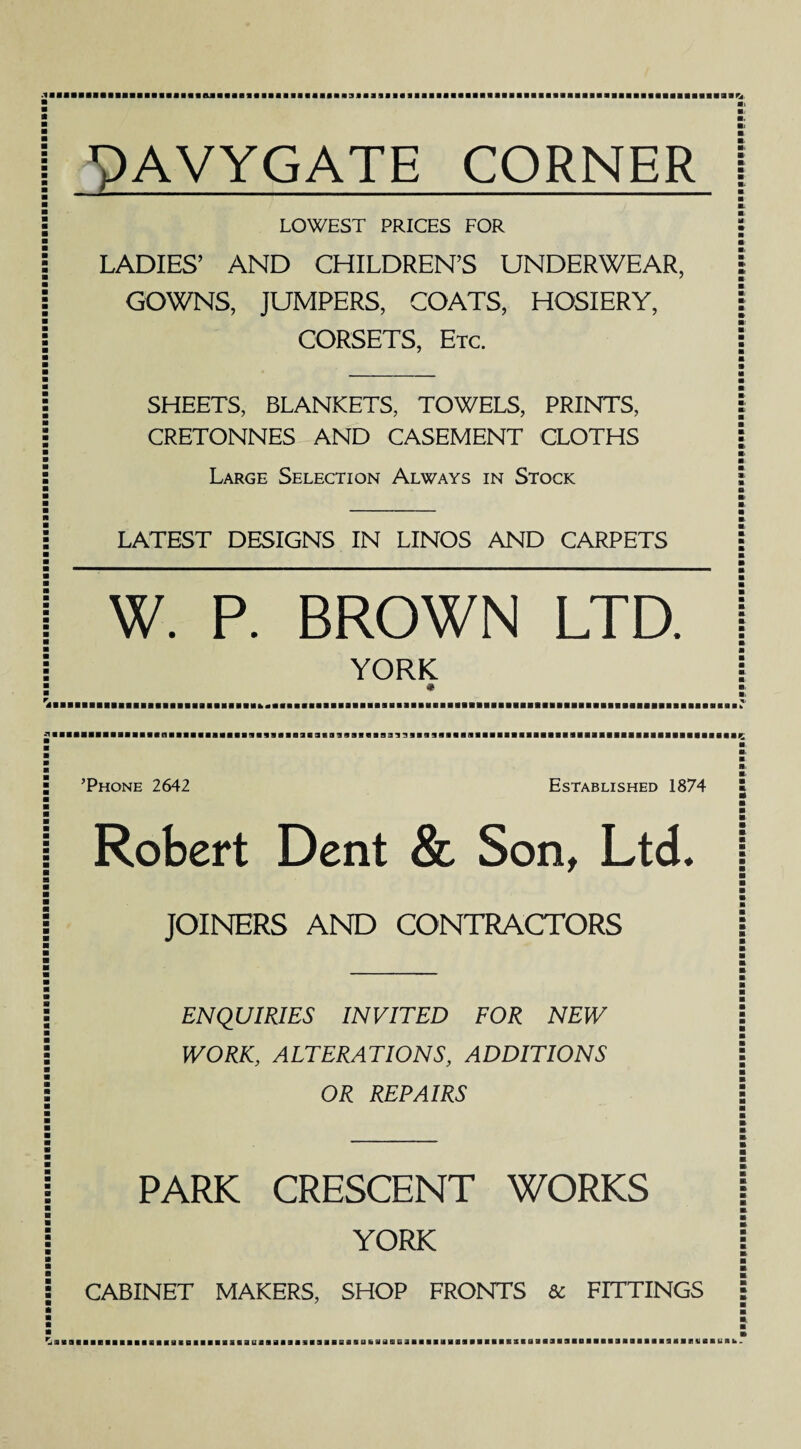 DAVYGATE CORNER
LOWEST PRICES FOR
LADIES' AND CHILDREN'S UNDERWEAR,
GOWNS, JUMPERS, COATS, HOSIERY,
CORSETS, ETC.
SHEETS, BLANKETS, TOWELS, PRINTS,
CRETONNES AND CASEMENT CLOTHS
LARGE SELECTION ALWAYS IN STOCK
LATEST DESIGNS IN LINOS AND CARPETS
W. P. BROWN LTD.
YORK
'PHONE 2642 ESTABLISHED 1874
Robert Dent & Son, Ltd.
JOINERS AND CONTRACTORS
ENQUIRIES INVITED FOR NEW
WORK, ALTERATIONS, ADDITIONS
OR REPAIRS
PARK CRESCENT WORKS
YORK
CABINET MAKERS, SHOP FRONTS & FITTINGS